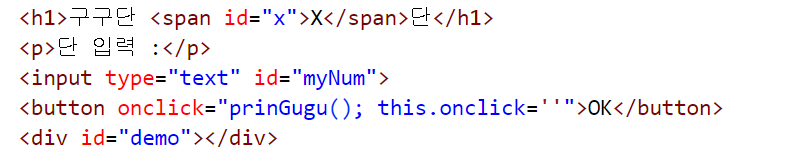 <h1>구구단 <span id="x">X</span>단</h1>
<p>단 입력 :</p>
<input type="text" id="myNum">
<button onclick="prinGugu(); this.onclick=''">OK</button>
<div id="demo"></div>